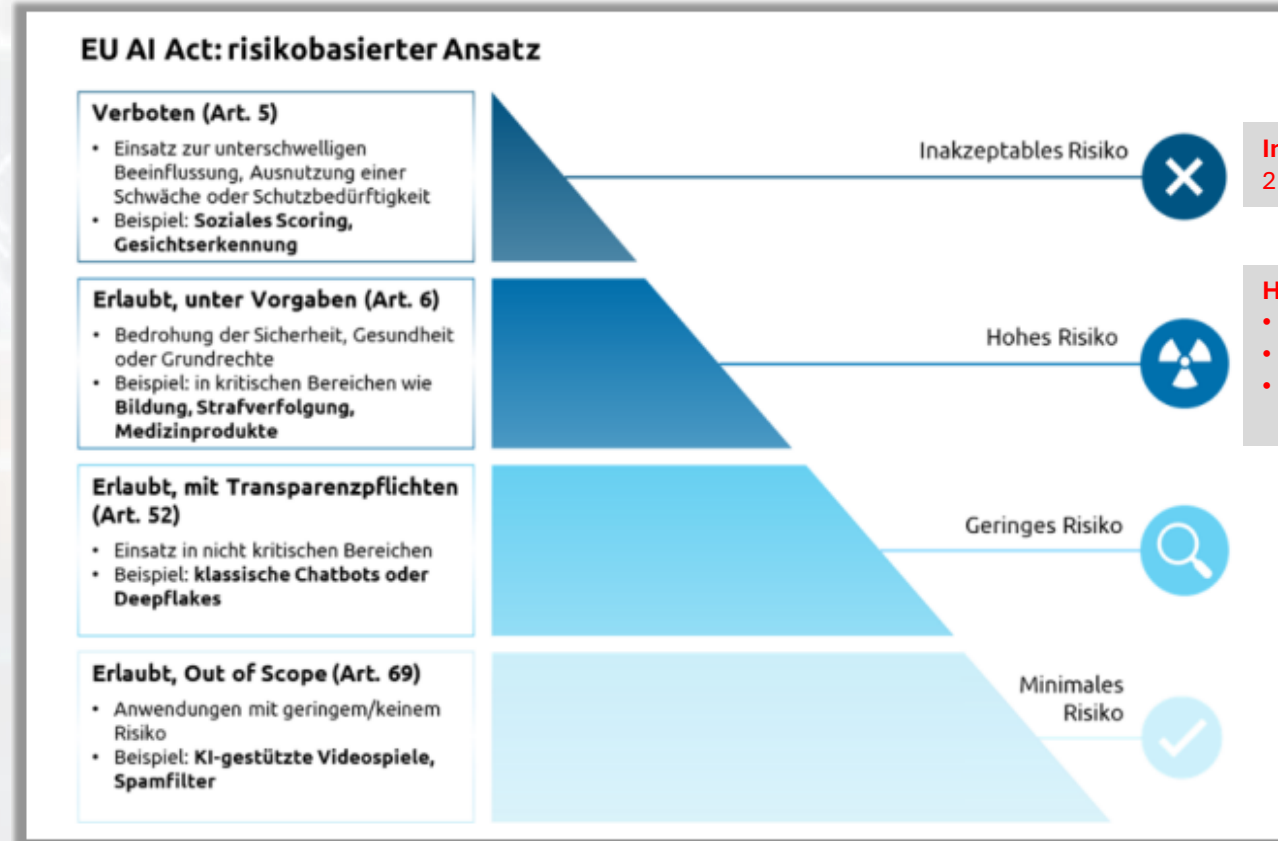 EU AI Act: risikobasierter Ansatz
Verboten (Art. 5)
• Einsatz zur unterschwelligen
Beeinflussung, Ausnutzung einer
Schwäche oder Schutzbedürftigkeit
• Beispiel: Soziales Scoring,
Gesichtserkennung
Inakzeptables Risiko
Erlaubt, unter Vorgaben (Art. 6)
• Bedrohung der Sicherheit, Gesundheit
oder Grundrechte
• Beispiel: in kritischen Bereichen wie
Bildung, Strafverfolgung,
Medizinprodukte
Hohes Risiko
Erlaubt, mit Transparenzpflichten
(Art. 52)
• Einsatz in nicht kritischen Bereichen
• Beispiel: klassische Chatbots oder
Deepflakes
Geringes Risiko
Erlaubt, Out of Scope (Art. 69)
• Anwendungen mit geringem/keinem
Risiko
• Beispiel: KI-gestützte Videospiele,
Spamfilter
Minimales
Risiko
2
H